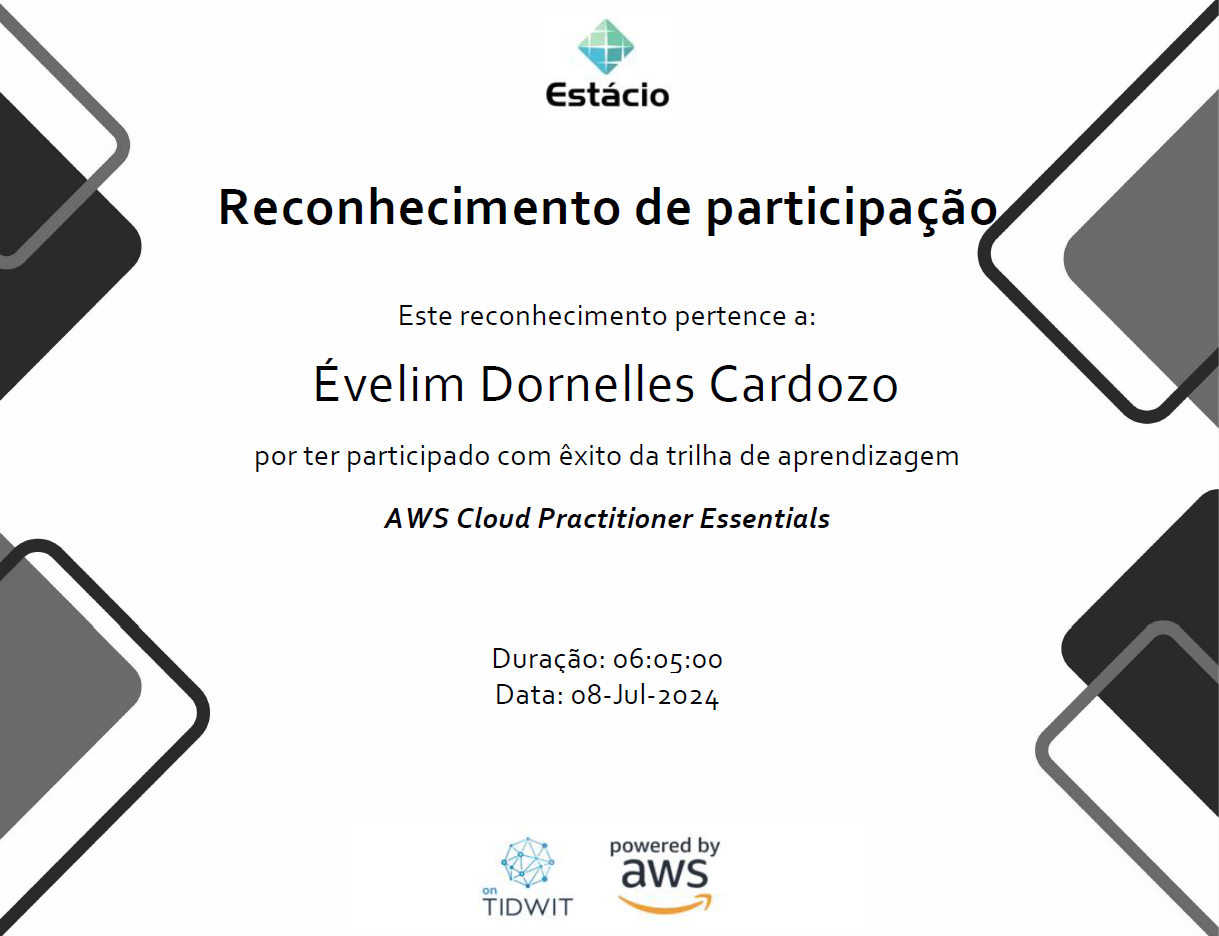 Estácio
Reconhecimento de participação
Este reconhecimento pertence a:
Évelim Dornelles Cardozo
por ter participado com êxito da trilha de aprendizagem
AWS Cloud Practitioner Essentials
Duração: 06:05:00
Data: 08-Jul-2024
on TIDWIT
powered by
aws